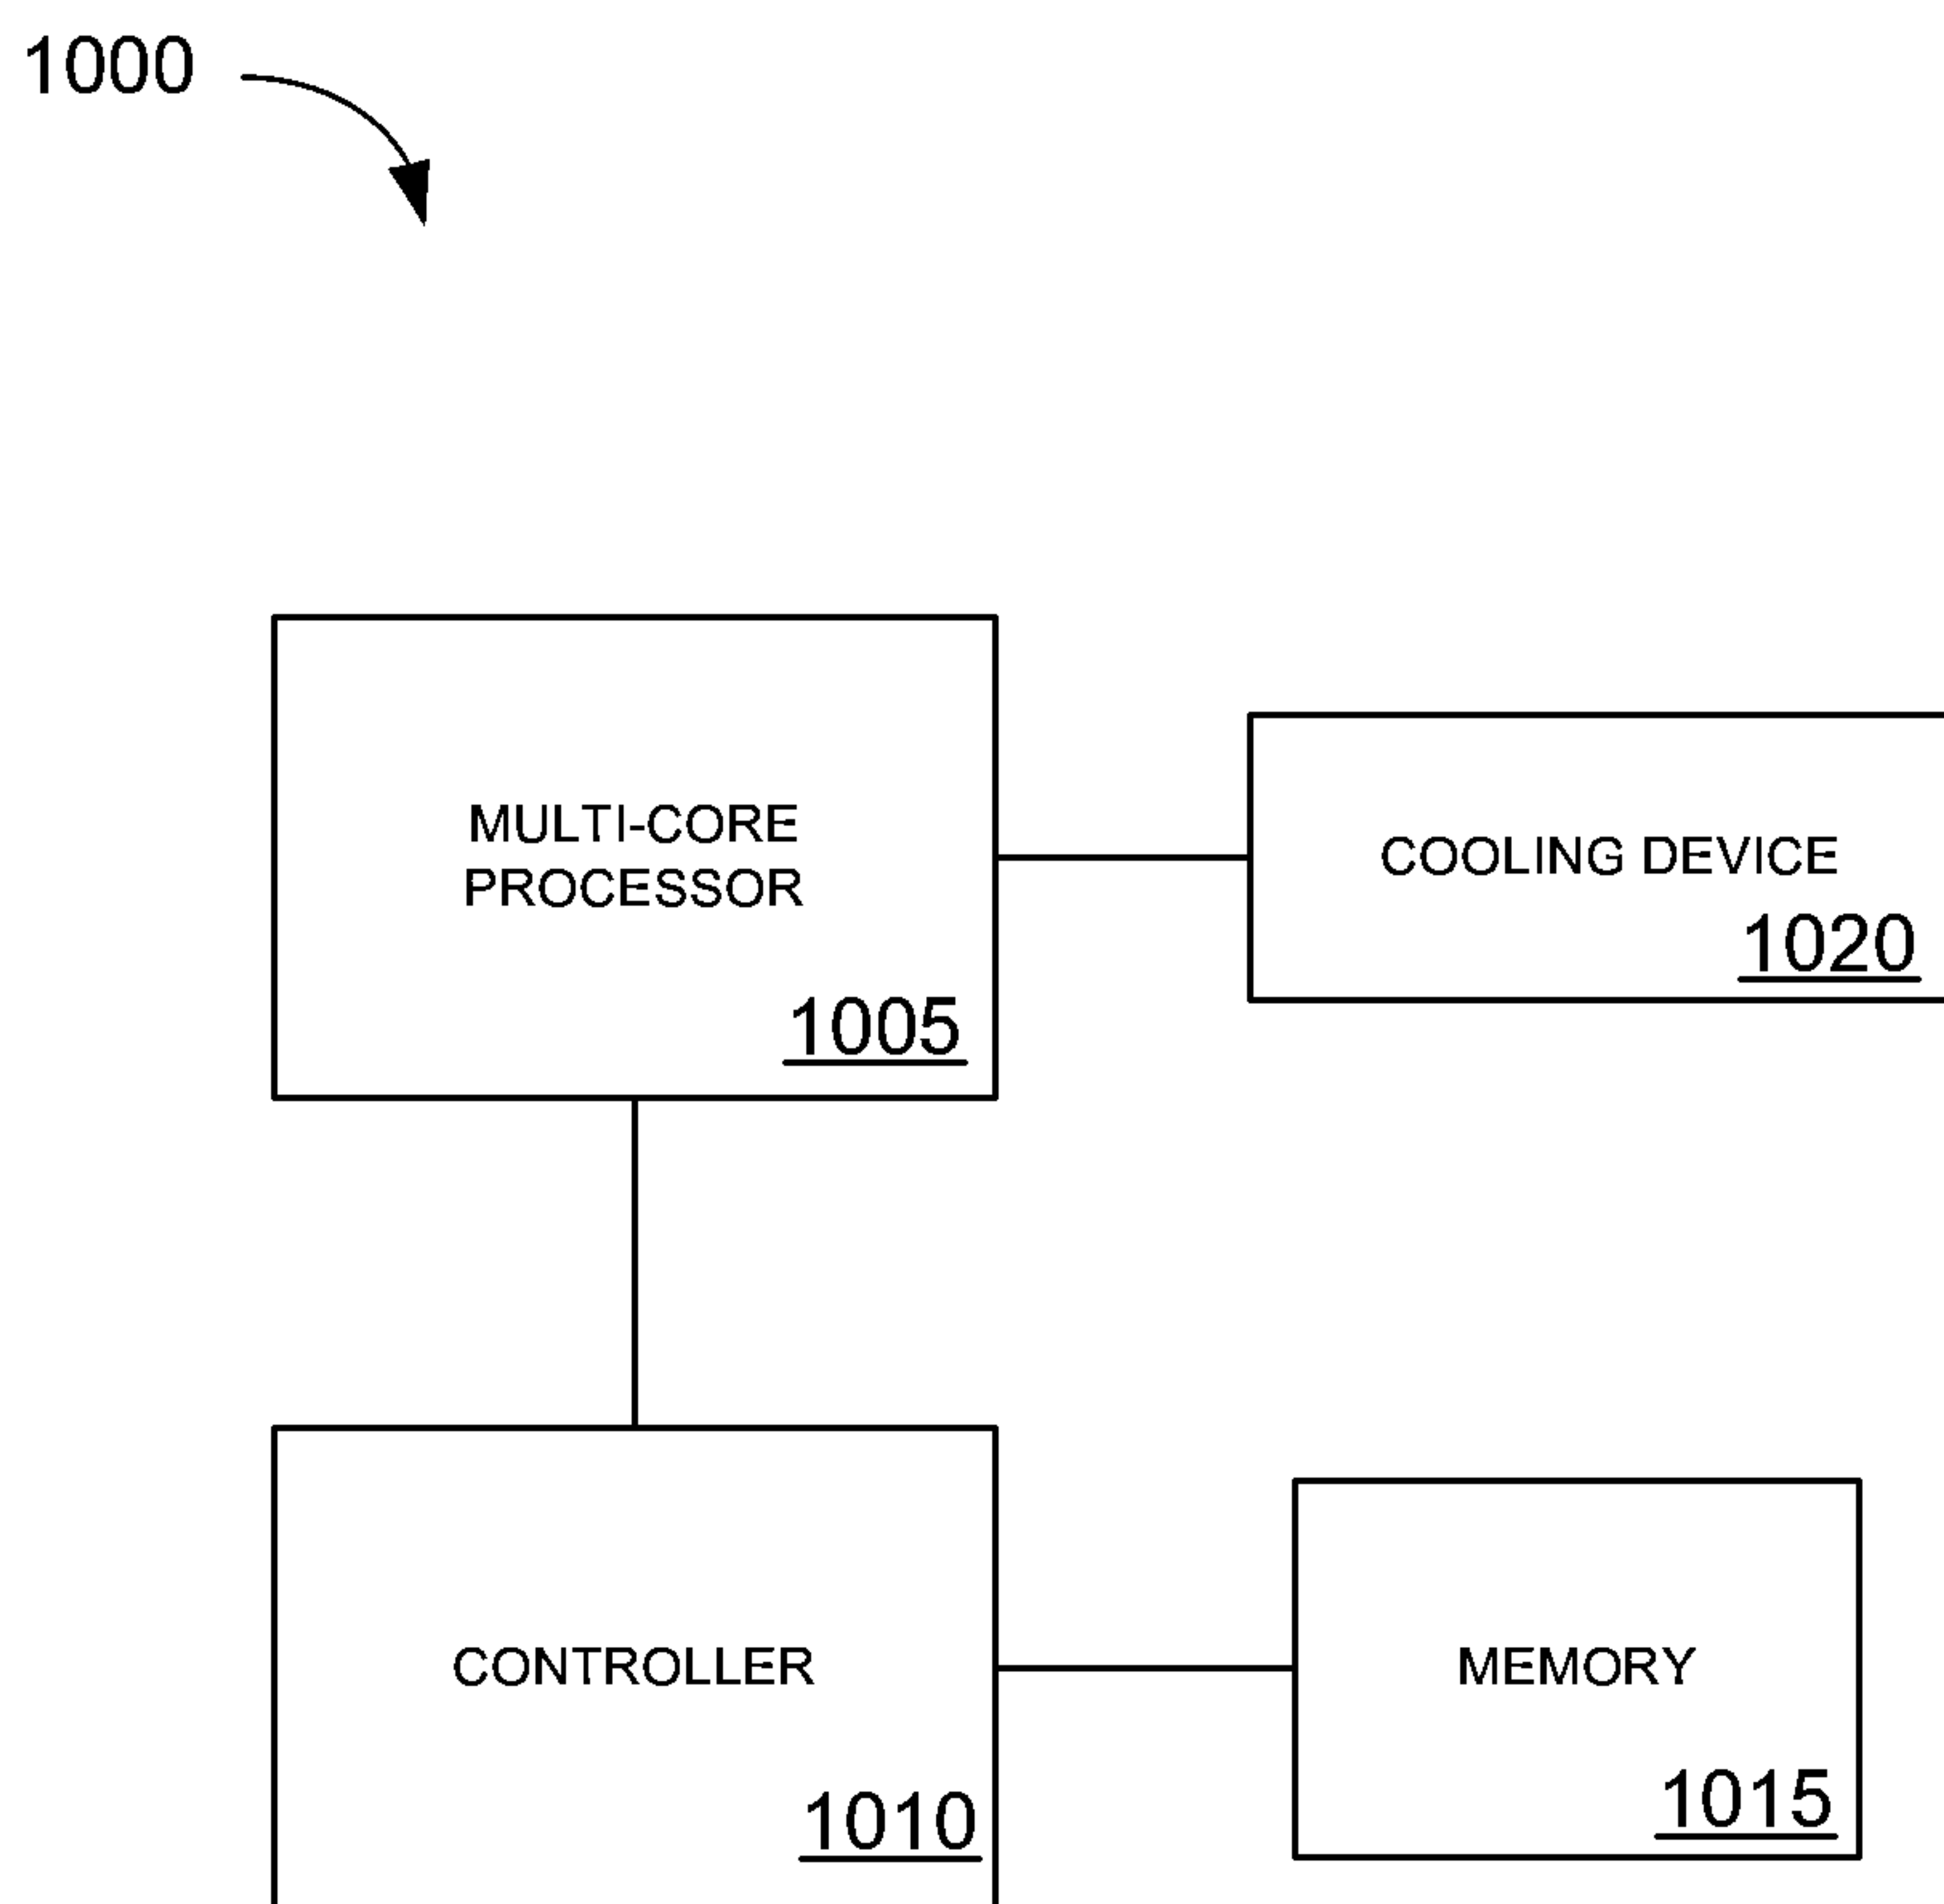 1000
MULTI-CORE
PROCESSOR
1005
COOLING DEVICE
1020
CONTROLLER
1010
MEMORY
1015